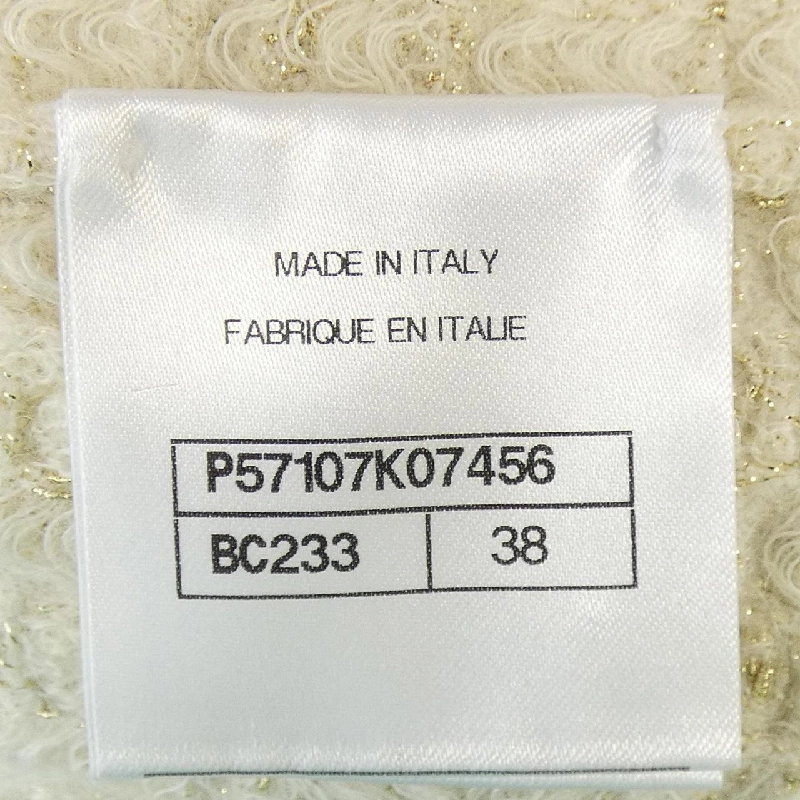 MADE IN ITALY
FABRIQUE EN ITALIE
P57107K07456
BC233 38